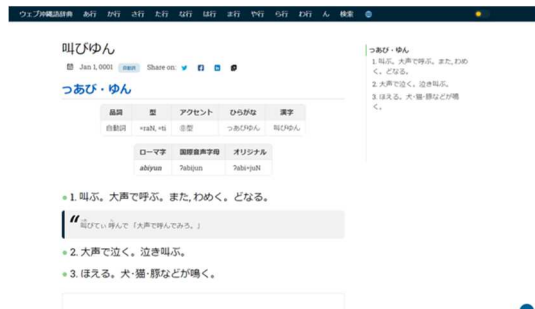 ウェブ沖縄語辞典 あ行 か行 さ行 た行 な行 は行 ま行 や行 ら行 わ行 ん 検索
叫びゆん
Jan 1, 0001 Share on:
っあび・ゆん
品詞 型 アクセント ひらがな 漢字
自動詞 =raN, =ti ⓪型 っあびゆん 叫びゆん
ローマ字 国際音声字母 オリジナル
abiyun ʔabijun ʔabi=juN
1. 叫ぶ。大声で呼ぶ。また, わめく。どなる。
叫びてぃ 呼んで「大声で呼んでみろ。」
2. 大声で泣く。泣き叫ぶ。
3. ほえる。犬・猫・豚などが鳴く。
っあび・ゆん
1. 叫ぶ。大声で呼ぶ。また, わめ
く。どなる。
2. 大声で泣く。泣き叫ぶ。
3. ほえる。犬・猫・豚などが鳴
く。